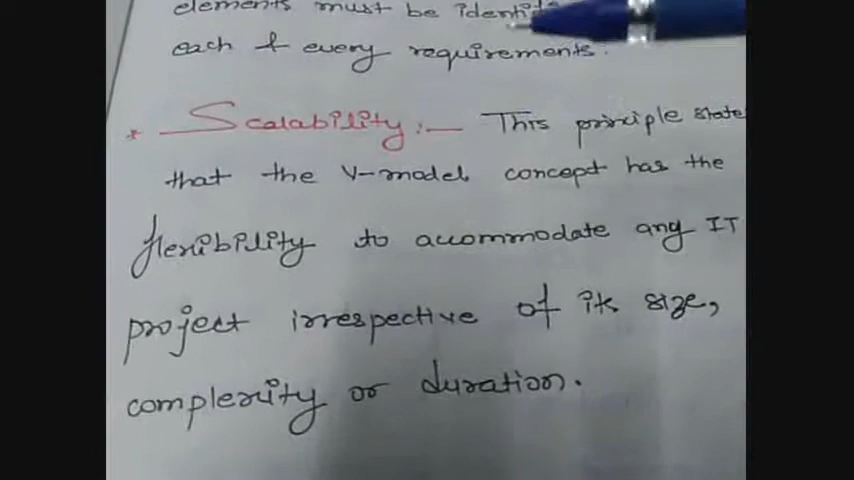 elements must be
each & every requirements.
* Scalability :— This principle state
that the V-model concept has the
flexibility to accommodate any IT
project irrespective of its size,
complexity or duration.